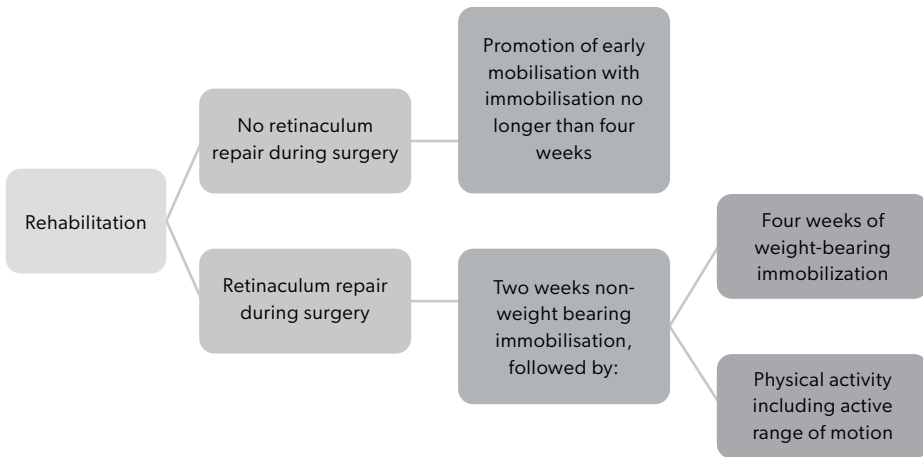 Rehabilitation
No retinaculum
repair during surgery
Promotion of early
mobilisation with
immobilisation no
longer than four
weeks
Retinaculum repair
during surgery
Two weeks non-
weight bearing
immobilisation,
followed by:
Four weeks of
weight-bearing
immobilization
Physical activity
including active
range of motion